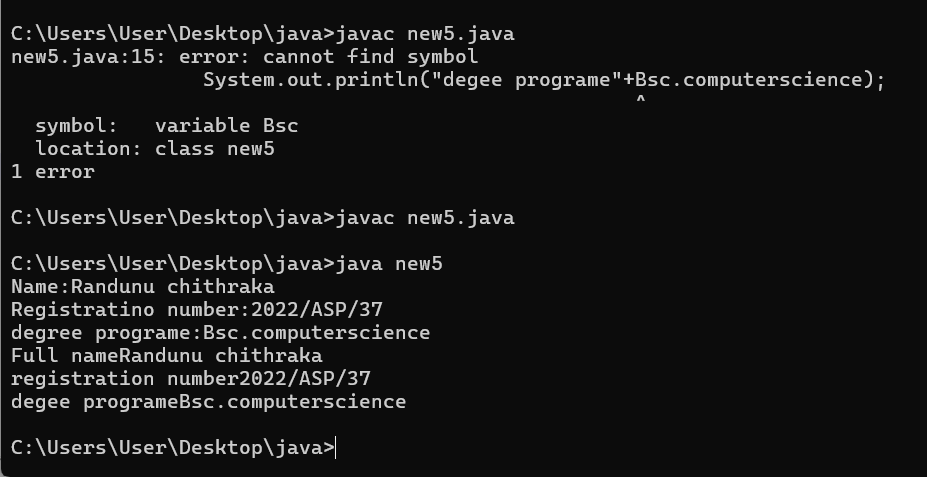 C:\Users\User\Desktop\java>javac new5.java
new5.java:15: error: cannot find symbol
                System.out.println("degee programe"+Bsc.computerscience);
                                                    ^
  symbol:   variable Bsc
  location: class new5
1 error
C:\Users\User\Desktop\java>javac new5.java
C:\Users\User\Desktop\java>java new5
Name:Randunu chithraka
Registratino number:2022/ASP/37
degree programe:Bsc.computerscience
Full nameRandunu chithraka
registration number2022/ASP/37
degee programeBsc.computerscience
C:\Users\User\Desktop\java>